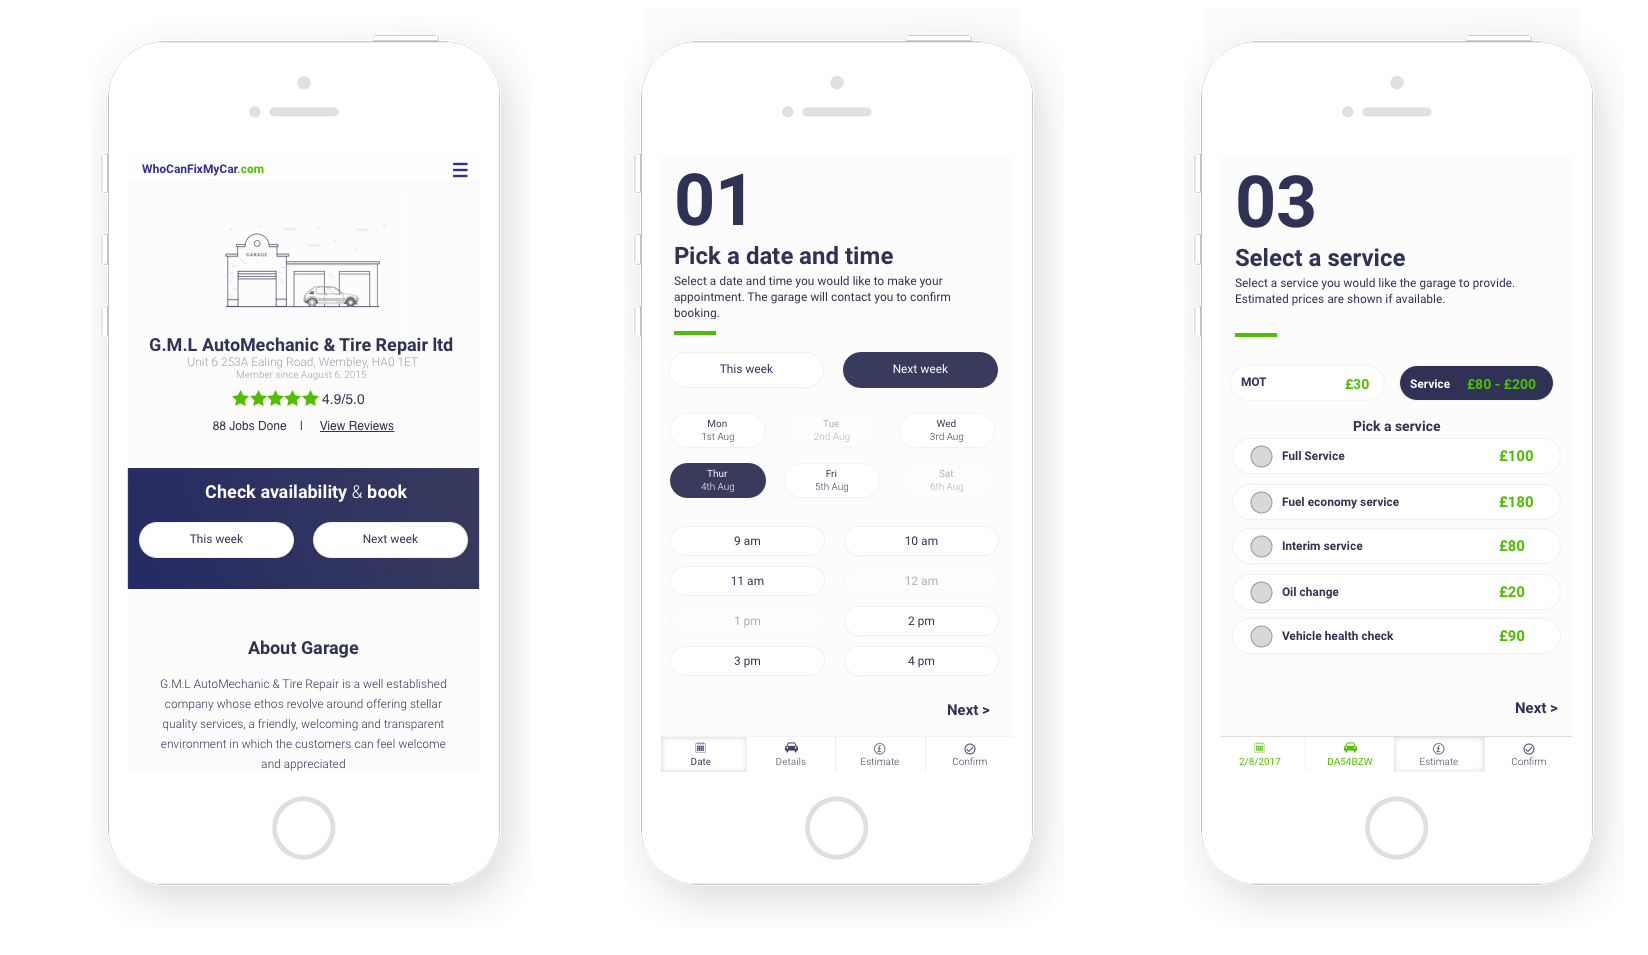 WhoCanFixMyCar.com
GARAGE
G.M.L AutoMechanic & Tire Repair ltd
Unit 6 253A Ealing Road, Wembley, HA0 1ET
Member since August 6, 2015
4.9/5.0
88 Jobs Done | View Reviews
Check availability & book
This week
Next week
About Garage
G.M.L AutoMechanic & Tire Repair is a well established
company whose ethos revolve around offering stellar
quality services, a friendly, welcoming and transparent
environment in which the customers can feel welcome
and appreciated
01
Pick a date and time
Select a date and time you would like to make your
appointment. The garage will contact you to confirm
booking.
This week
Next week
Mon
1st Aug
Tue
2nd Aug
Wed
3rd Aug
Thur
4th Aug
Fri
5th Aug
Sat
6th Aug
9 am
10 am
11 am
12 am
1 pm
2 pm
3 pm
4 pm
Next >
Date
Details
£
Estimate
Confirm
03
Select a service
Select a service you would like the garage to provide.
Estimated prices are shown if available.
MOT £30
Service £80 - £200
Pick a service
Full Service £100
Fuel economy service £180
Interim service £80
Oil change £20
Vehicle health check £90
Next >
2/8/2017
DA54BZW
£
Estimate
Confirm